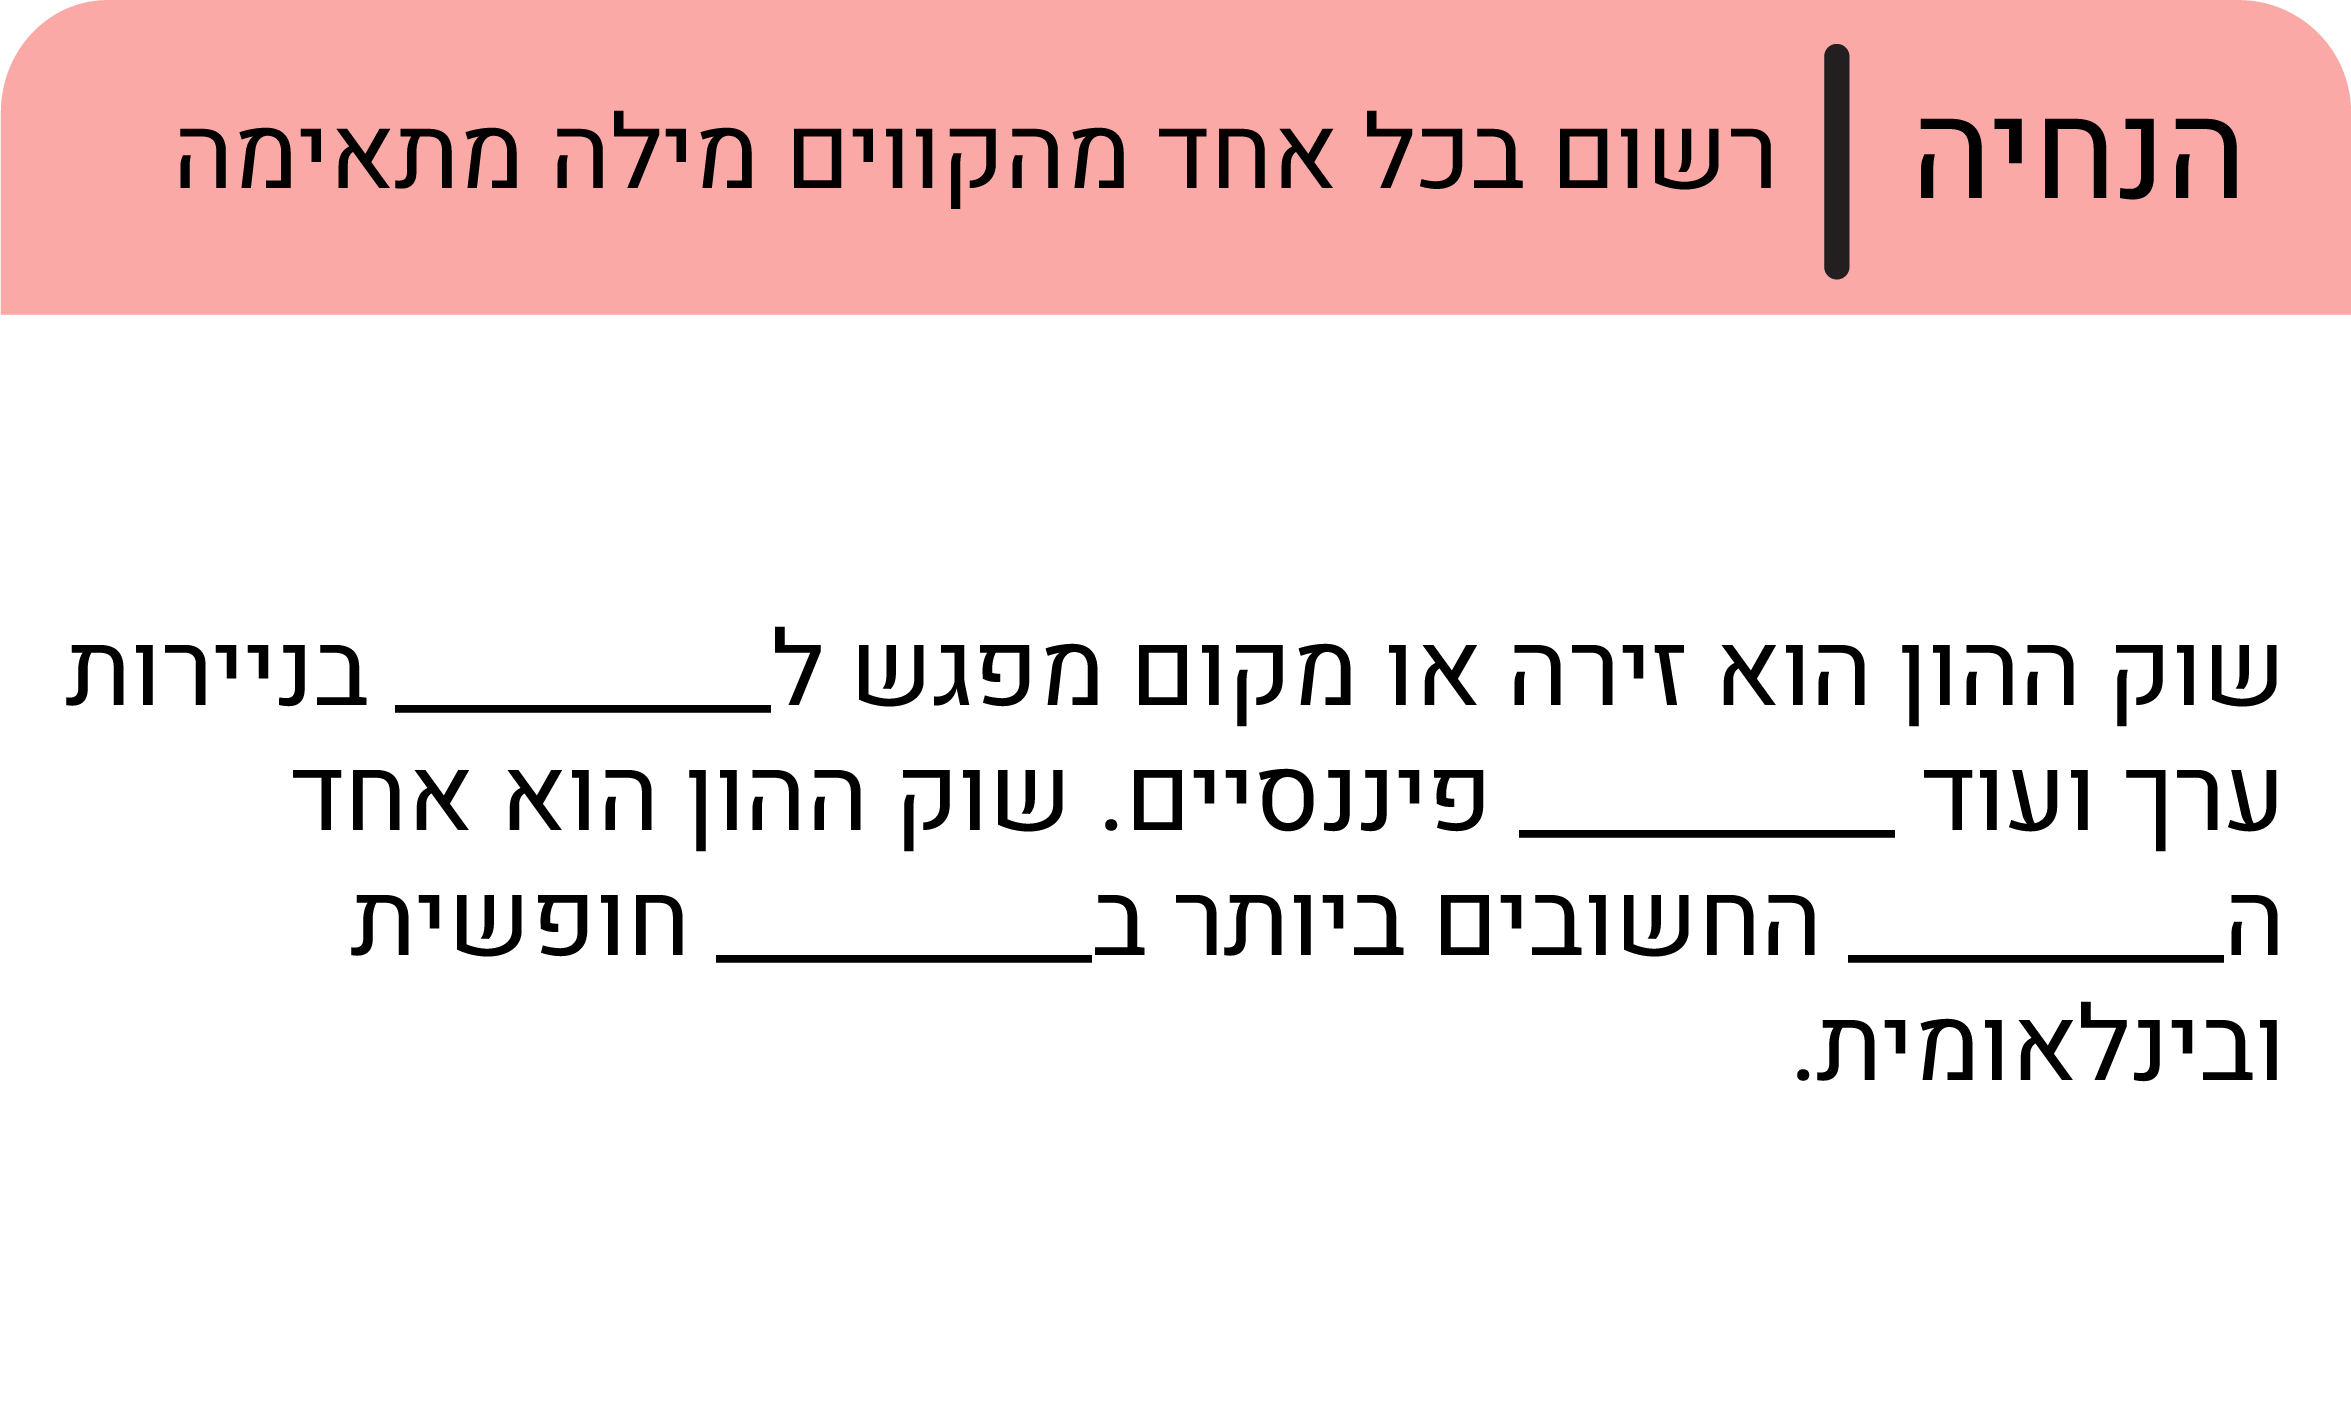 הנחיה
רשום בכל אחד מהקווים מילה מתאימה
שוק ההון הוא זירה או מקום מפגש ל________ בניירות
ערך ועוד ________ פיננסיים. שוק ההון הוא אחד
ה________ החשובים ביותר ב________ חופשית
ובינלאומית.